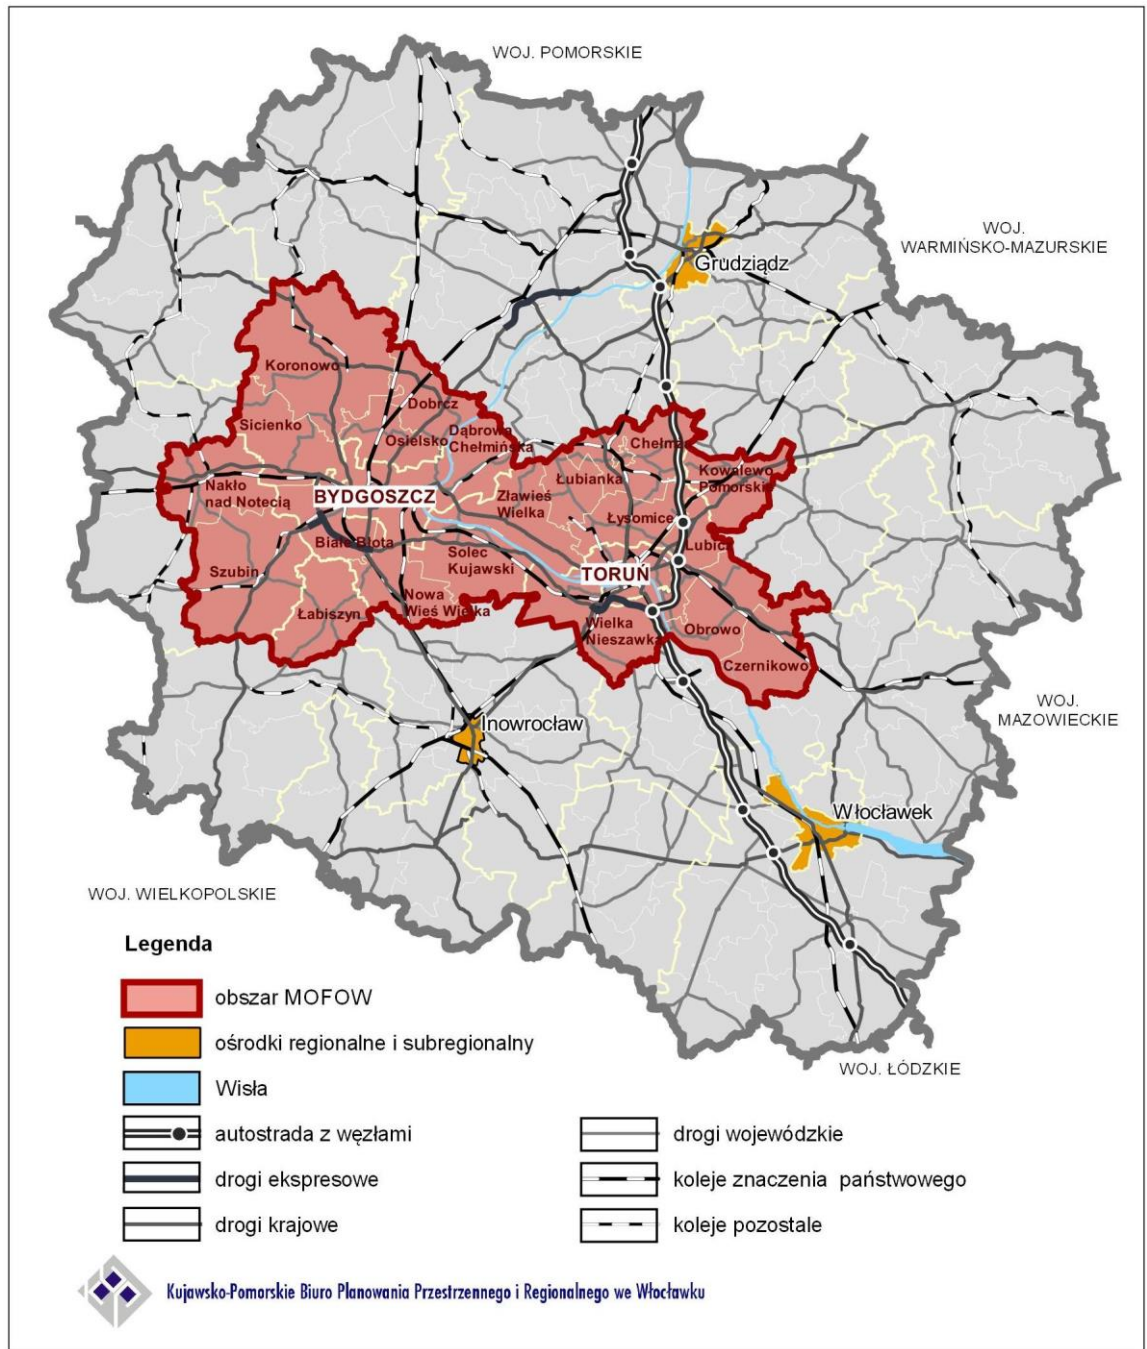 WOJ. POMORSKIE
WOJ.
WARMIŃSKO-MAZURSKIE
Grudziądz
Koronowo
Dobrcz
Sicienko
Osielsko
Dąbrowa
Chełmińska
Chełmża
Kowalewo
Pomorskie
Nakło
nad Notecią
BYDGOSZCZ
Zławieś
Wielka
Łubianka
Łysomice
Białe Błota
Lubicz
Solec
Kujawski
Szubin
TORUŃ
Nowa
Wieś Wielka
Łabiszyn
Wielka
Nieszawka
Obrowo
Czernikowo
WOJ.
MAZOWIECKIE
Inowrocław
Włocławek
WOJ. WIELKOPOLSKIE
WOJ. ŁÓDZKIE
Legenda
obszar MOFOW
ośrodki regionalne i subregionalny
Wisła
autostrada z węzłami
drogi ekspresowe
drogi krajowe
drogi wojewódzkie
koleje znaczenia państwowego
koleje pozostałe
Kujawsko-Pomorskie Biuro Planowania Przestrzennego i Regionalnego we Włocławku